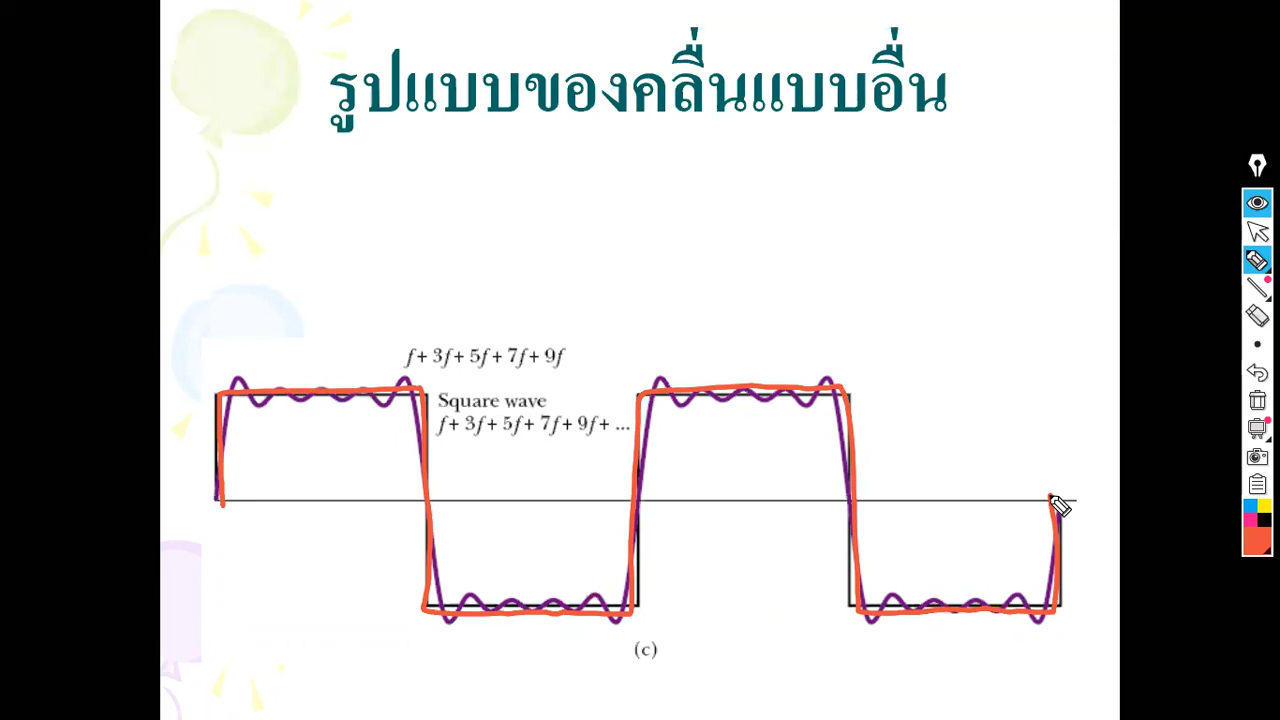 รูปแบบของคลื่นแบบอื่น
f + 3f + 5f + 7f + 9f
Square wave
f + 3f + 5f + 7f + 9f + ...
(c)